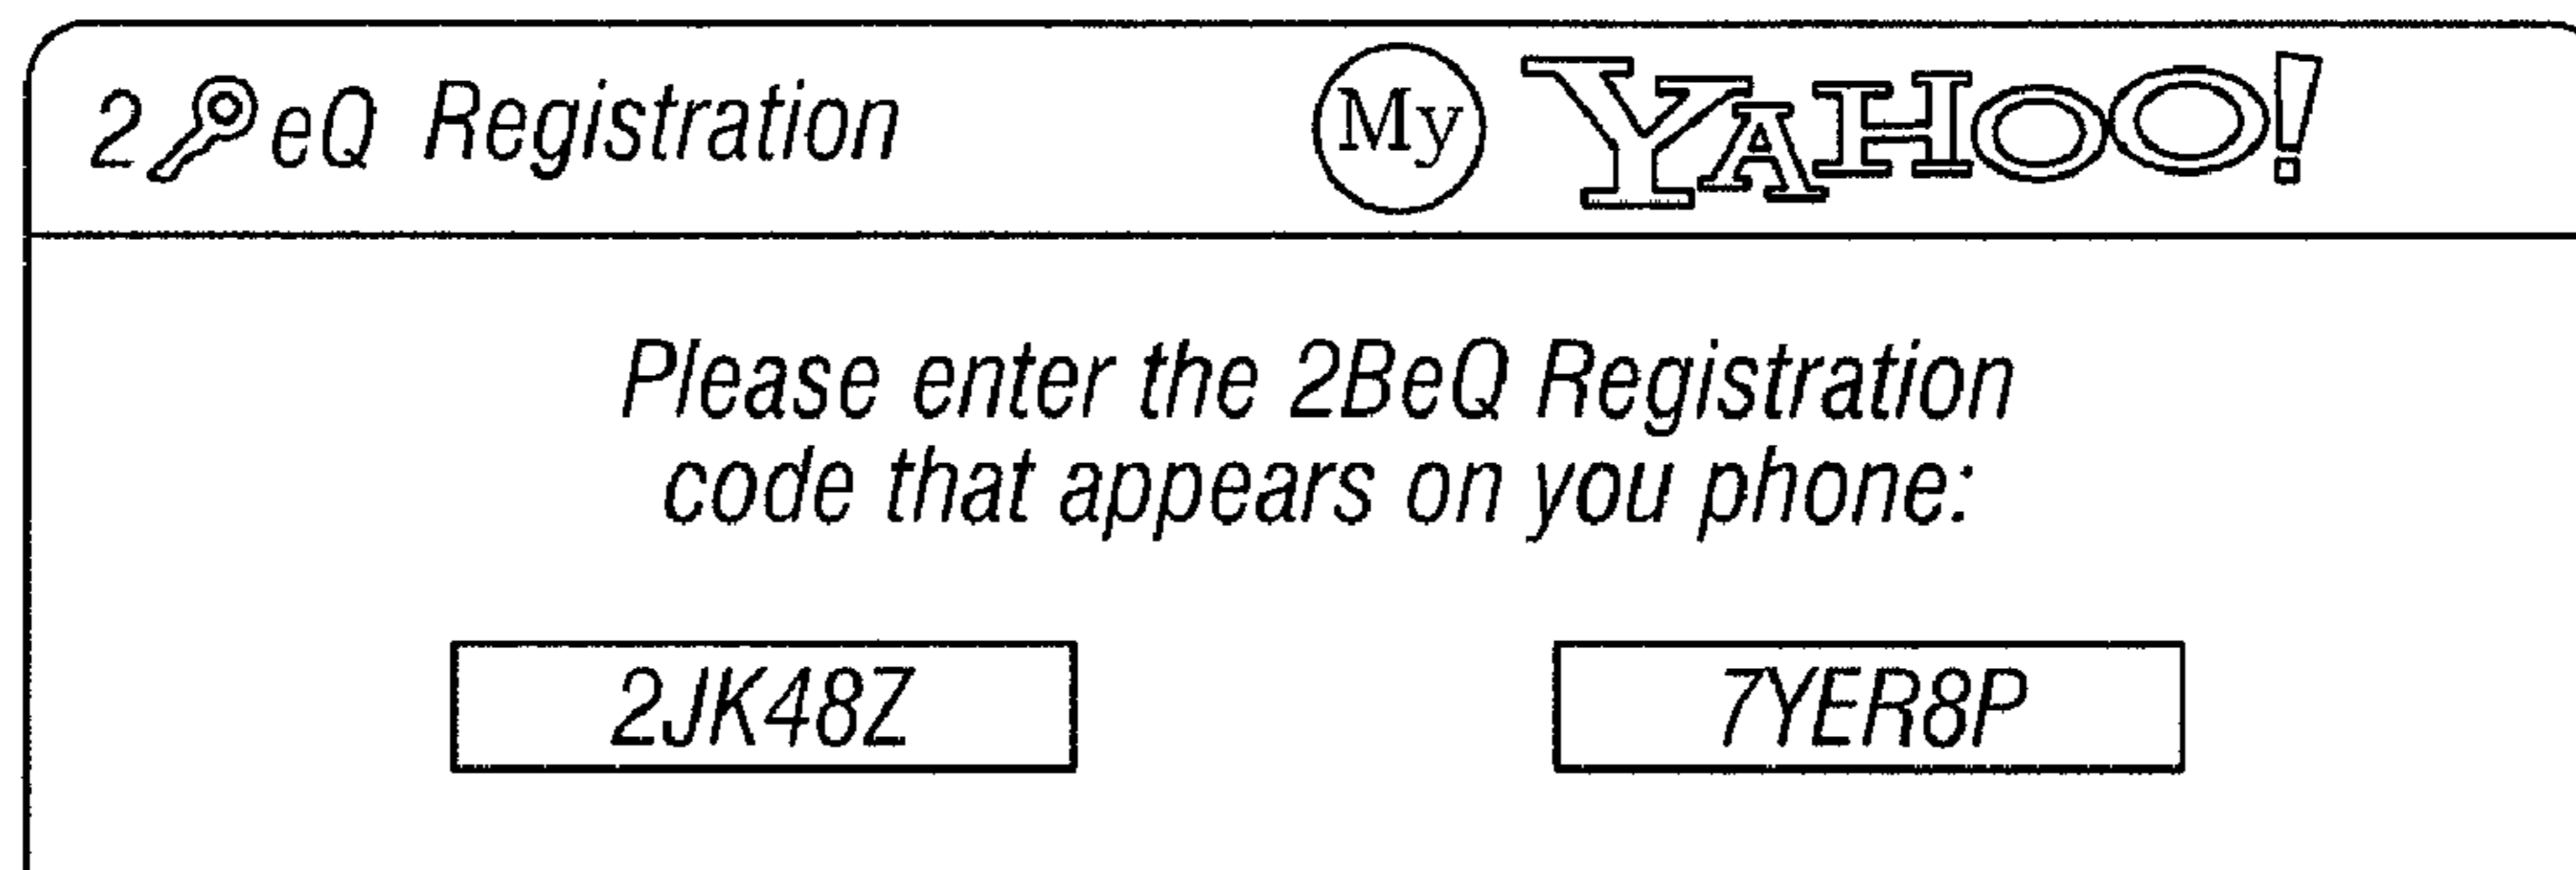 2 eQ Registration My YAHOO!
Please enter the 2BeQ Registration
code that appears on you phone:
2JK48Z 7YER8P